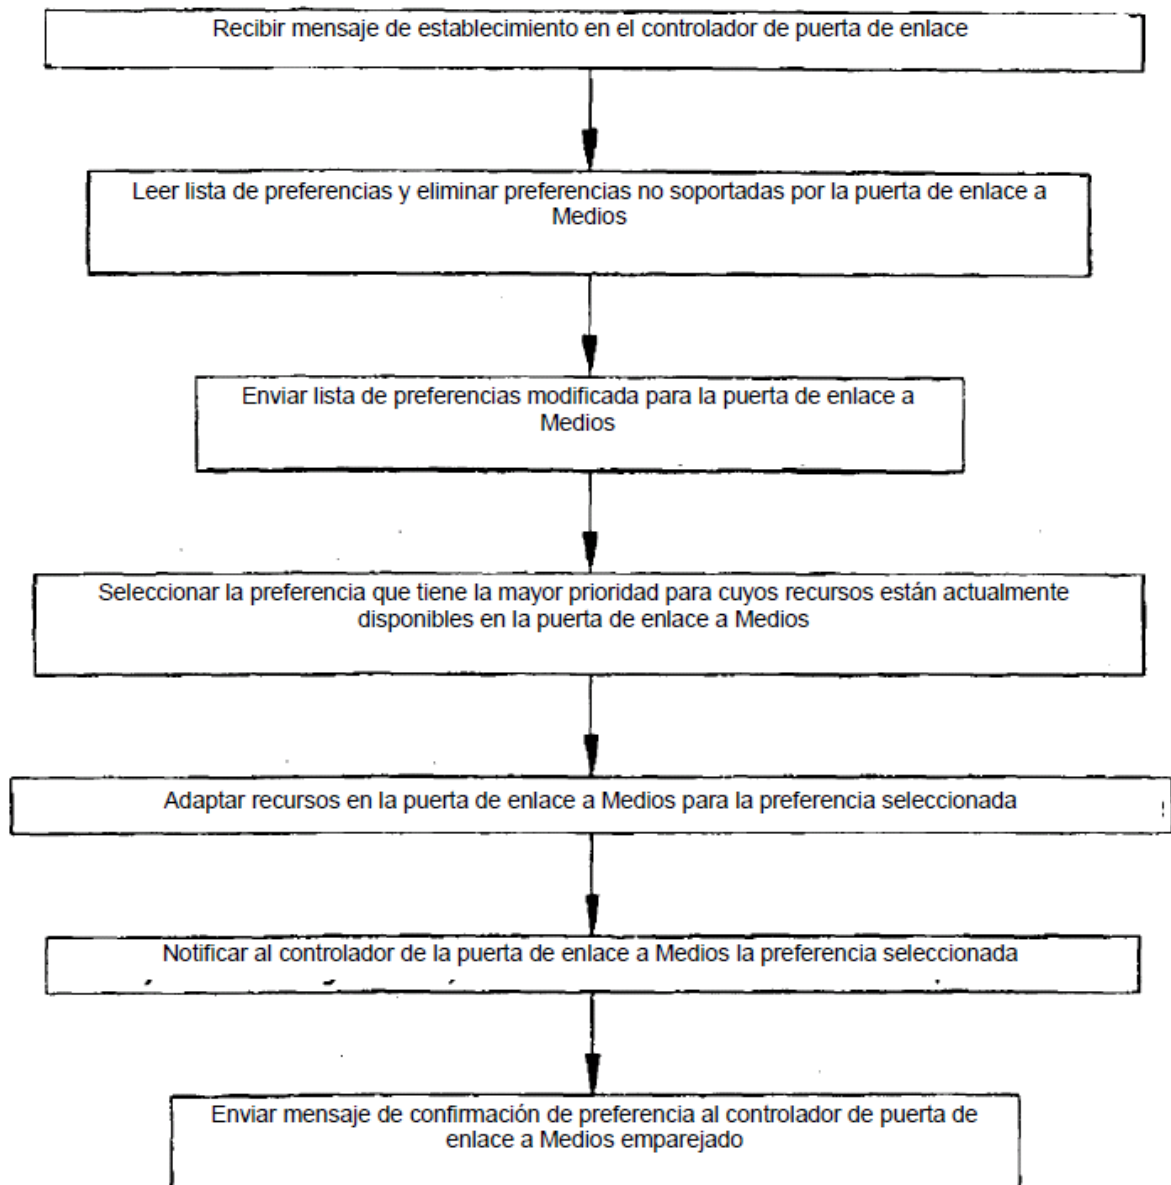 Recibir mensaje de establecimiento en el controlador de puerta de enlace
Leer lista de preferencias y eliminar preferencias no soportadas por la puerta de enlace a
Medios
Enviar lista de preferencias modificada para la puerta de enlace a
Medios
Seleccionar la preferencia que tiene la mayor prioridad para cuyos recursos están actualmente
disponibles en la puerta de enlace a Medios
Adaptar recursos en la puerta de enlace a Medios para la preferencia seleccionada
Notificar al controlador de la puerta de enlace a Medios la preferencia seleccionada
Enviar mensaje de confirmación de preferencia al controlador de puerta de
enlace a Medios emparejado